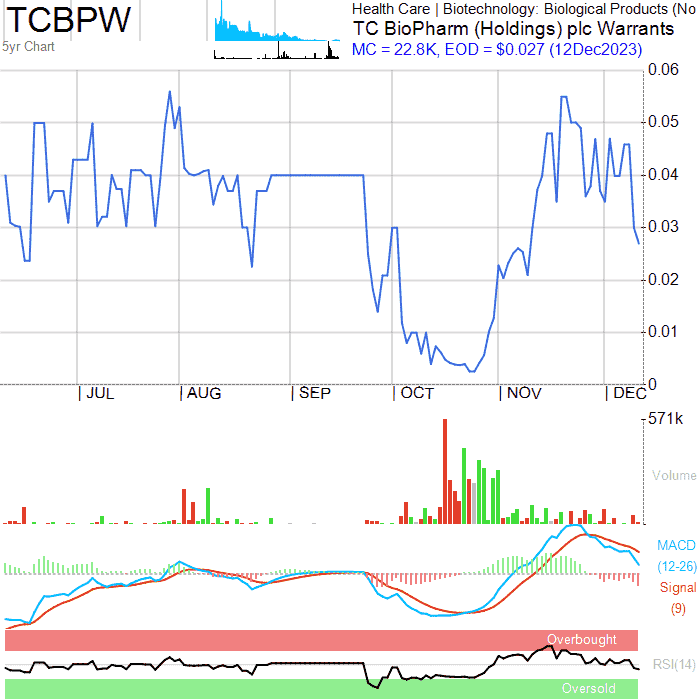 TCBPW
5yr Chart
Health Care | Biotechnology: Biological Products (No
TC BioPharm (Holdings) plc Warrants
MC = 22.8K, EOD = $0.027 (12Dec2023)
0.06
0.05
0.04
0.03
0.02
0.01
0
JUL AUG SEP OCT NOV DEC
571k
Volume
MACD
(12-26)
Signal
(9)
Overbought
RSI(14)
Oversold